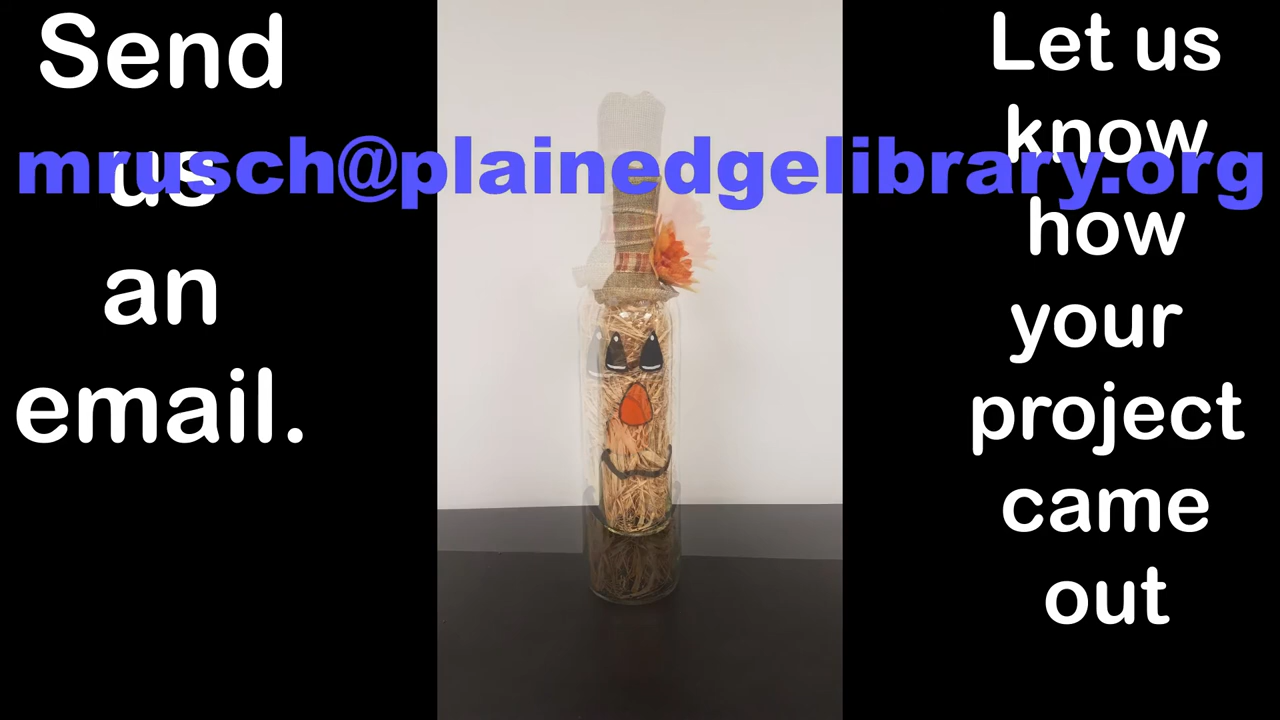 Send
us
an
email.
mrusch@plainedgelibrary.org
Let us
know
how
your
project
came
out